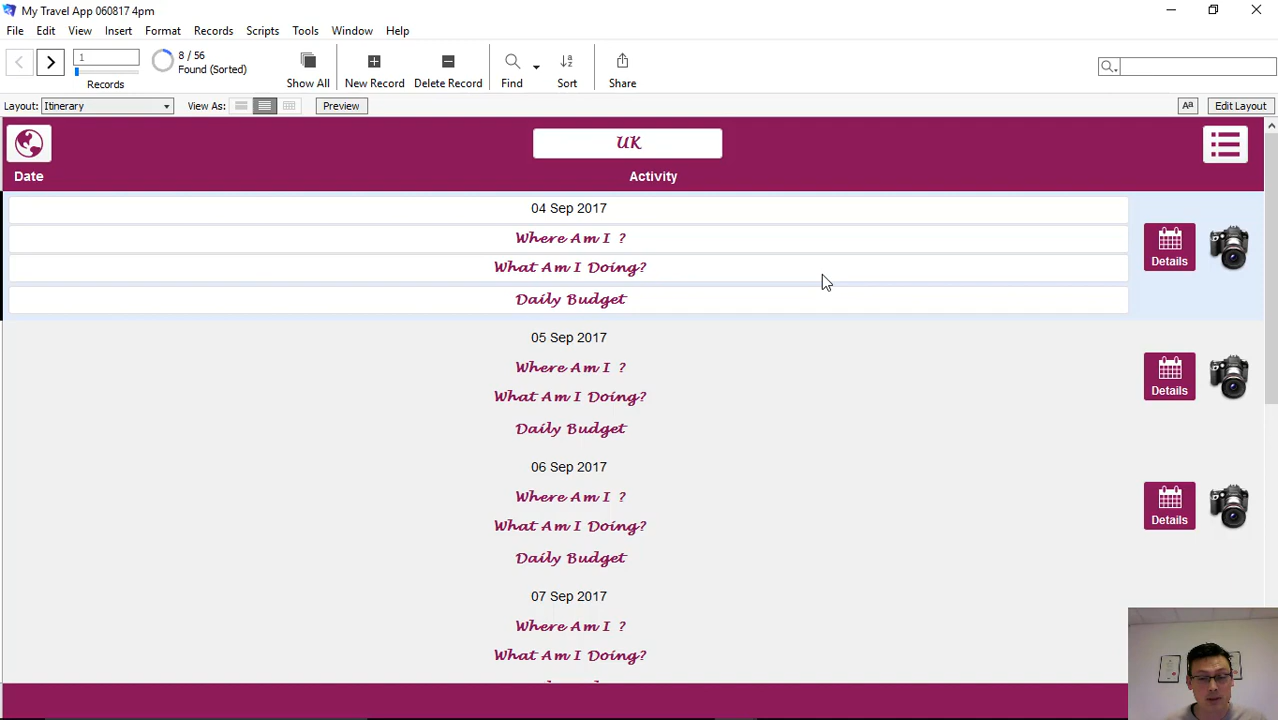 My Travel App 060817 4pm
File Edit View Insert Format Records Scripts Tools Window Help
1
Records
8 / 56
Found (Sorted)
Show All
New Record
Delete Record
Find
Sort
Share
Layout: Itinerary View As: Preview Aa Edit Layout
UK
Date Activity
04 Sep 2017
Where Am I ?
What Am I Doing?
Daily Budget
Details
05 Sep 2017
Where Am I ?
What Am I Doing?
Daily Budget
Details
06 Sep 2017
Where Am I ?
What Am I Doing?
Daily Budget
Details
07 Sep 2017
Where Am I ?
What Am I Doing?